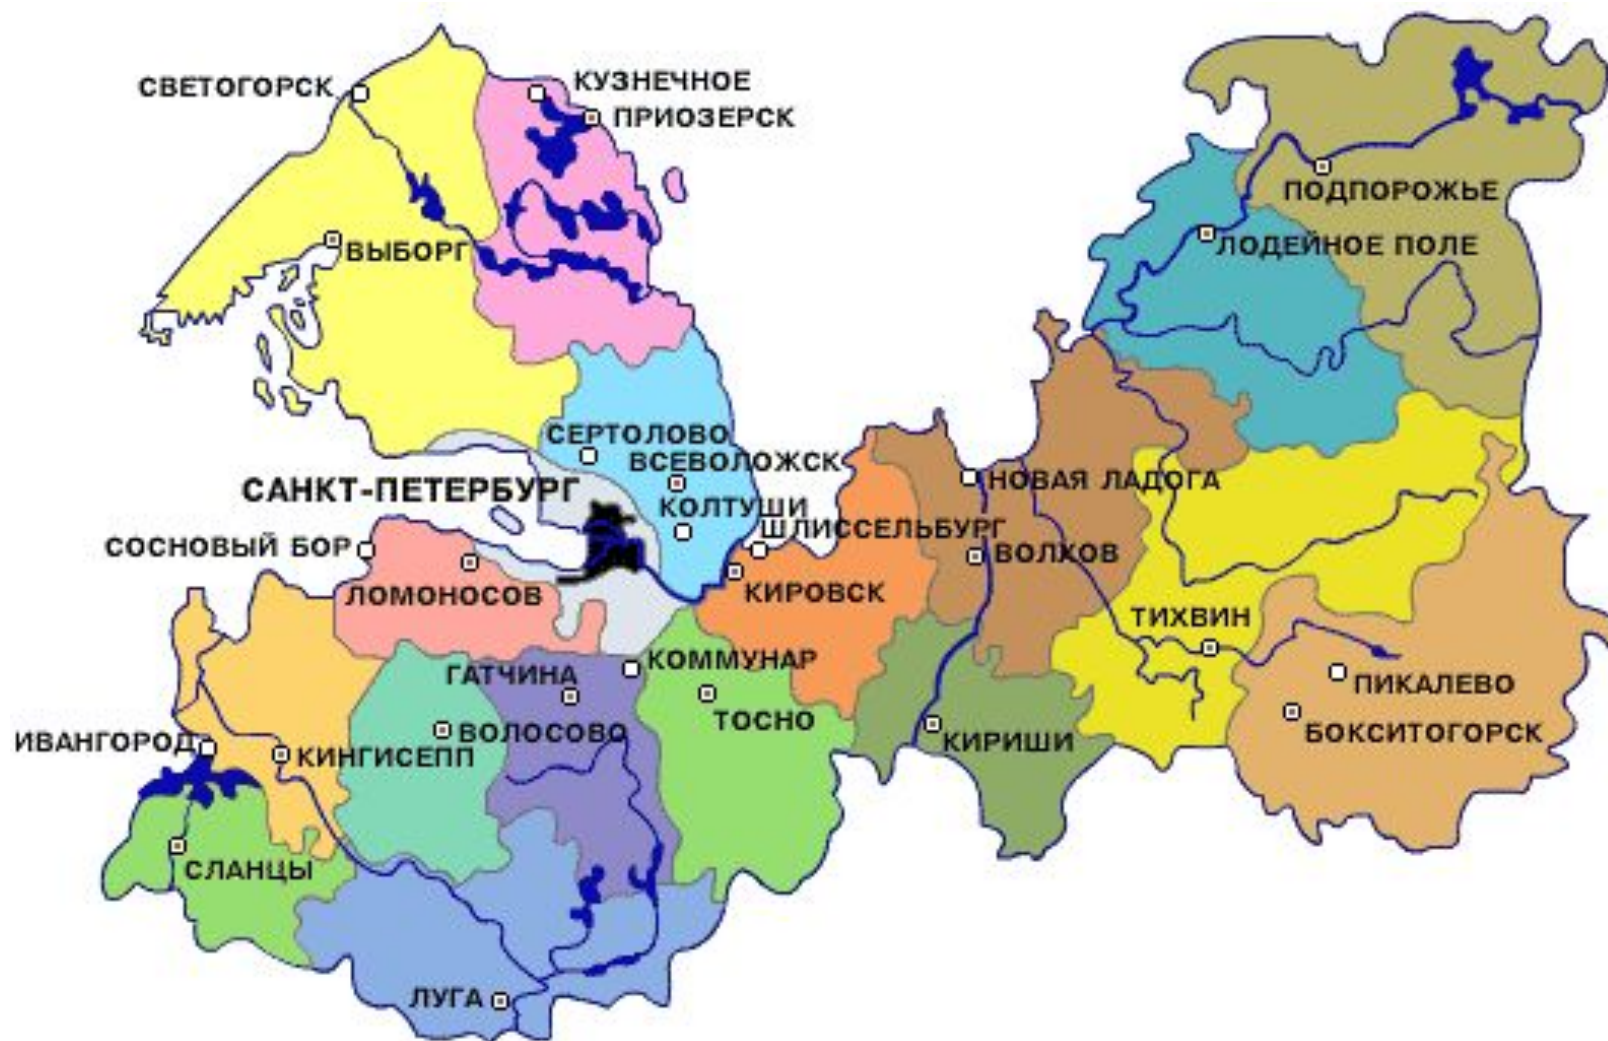 СВЕТОГОРСК
КУЗНЕЧНОЕ
ПРИОЗЕРСК
ПОДПОРОЖЬЕ
ВЫБОРГ
ЛОДЕЙНОЕ ПОЛЕ
СЕРТОЛОВО
ВСЕВОЛОЖСК
САНКТ-ПЕТЕРБУРГ
НОВАЯ ЛАДОГА
КОЛТУШИ
ШЛИССЕЛЬБУРГ
СОСНОВЫЙ БОР
ВОЛХОВ
ЛОМОНОСОВ
КИРОВСК
ТИХВИН
КОММУНАР
ГАТЧИНА
ПИКАЛЕВО
ТОСНО
ВОЛОСОВО
БОКСИТОГОРСК
КИРИШИ
ИВАНГОРОД
КИНГИСЕПП
СЛАНЦЫ
ЛУГА